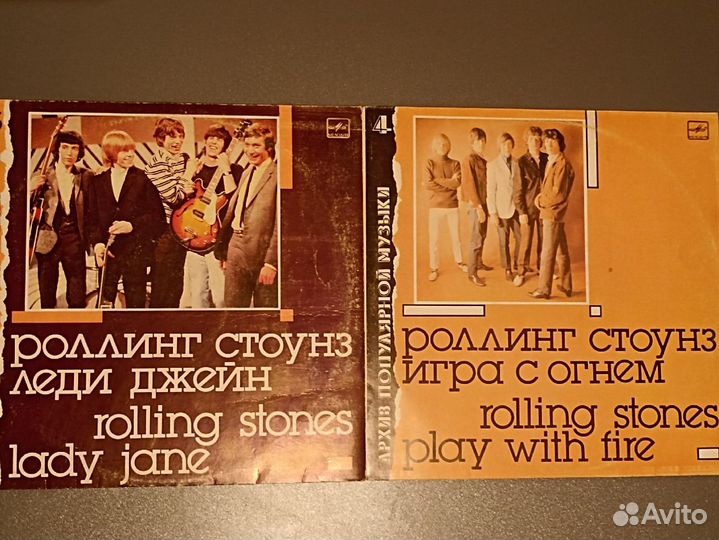 РОЛЛИНГ СТОУНЗ
ЛЕДИ ДЖЕЙН
rolling stones
lady jane
4
АРХИВ ПОПУЛЯРНОЙ МУЗЫКИ
РОЛЛИНГ СТОУНЗ
ИГРА С ОГНЕМ
rolling stones
play with fire
Avito